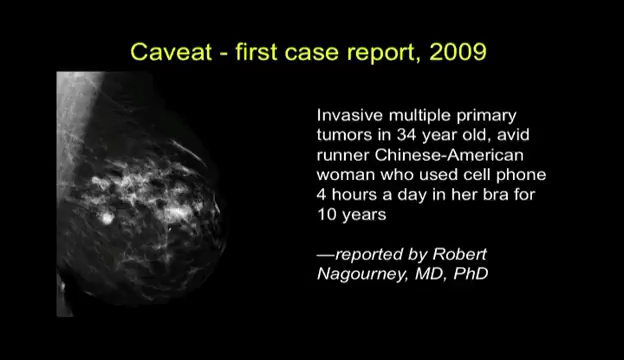 Caveat - first case report, 2009
Invasive multiple primary
tumors in 34 year old, avid
runner Chinese-American
woman who used cell phone
4 hours a day in her bra for
10 years
—reported by Robert
Nagourney, MD, PhD